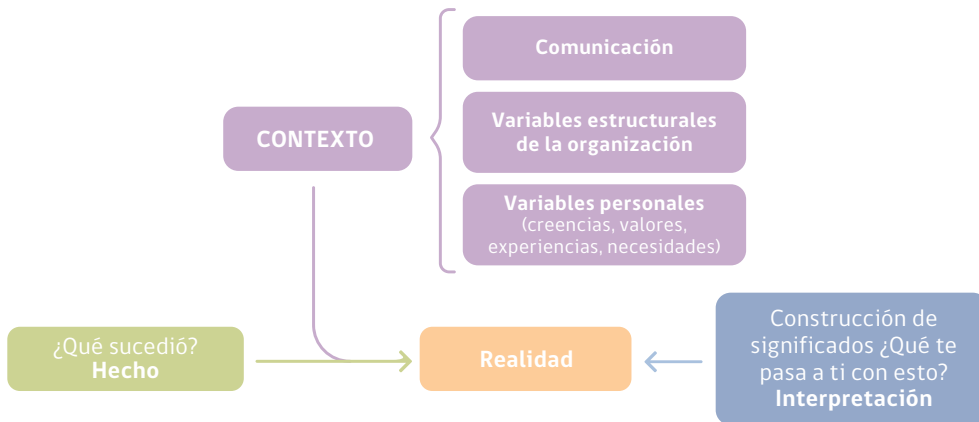 Comunicación
Variables estructurales
de la organización
CONTEXTO
Variables personales
(creencias, valores,
experiencias, necesidades)
¿Qué sucedió?
Hecho
Realidad
Construcción de
significados ¿Qué te
pasa a ti con esto?
Interpretación